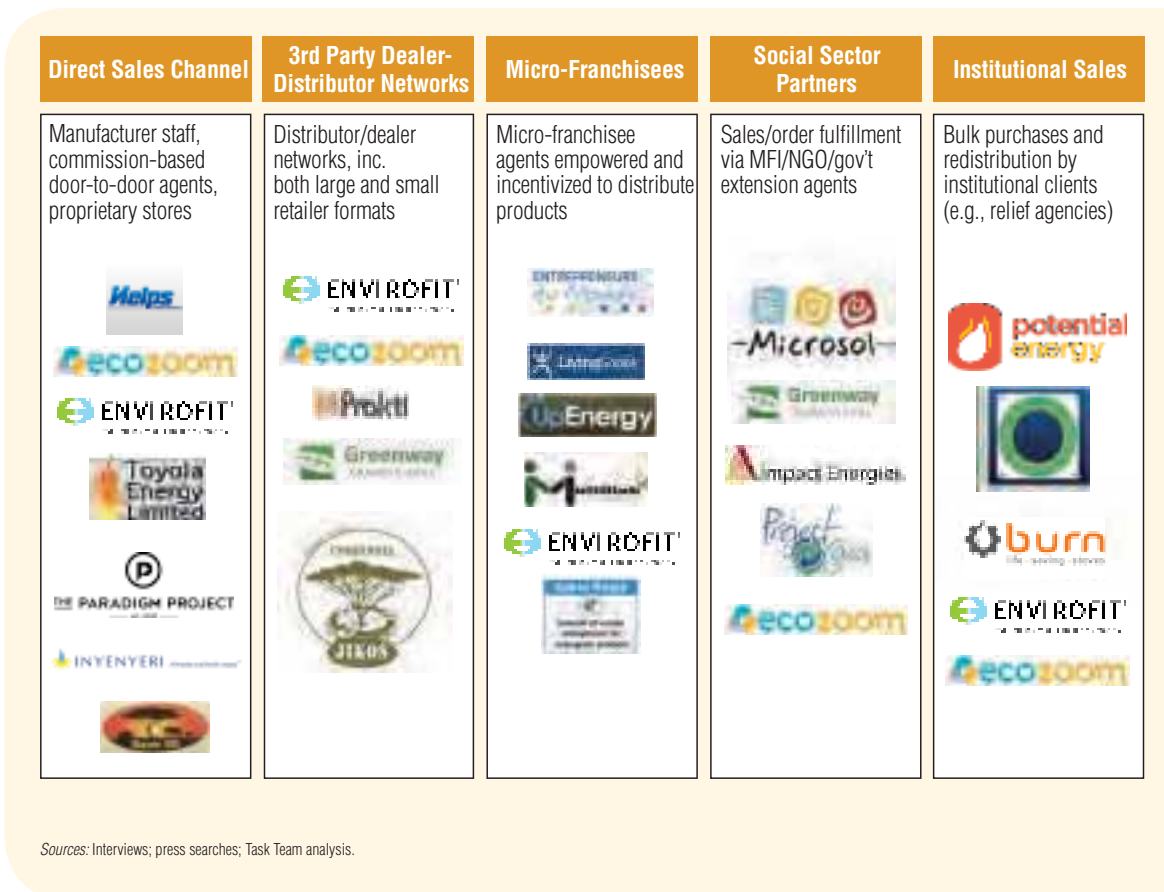 Direct Sales Channel
3rd Party Dealer-
Distributor Networks
Micro-Franchisees
Social Sector
Partners
Institutional Sales
Manufacturer staff,
commission-based
door-to-door agents,
proprietary stores
Helps
ecozoom
ENVIROFIT
Toyola
Energy
Limited
P
THE PARADIGM PROJECT
INYENYERI
Distributor/dealer
networks, inc.
both large and small
retailer formats
ENVIROFIT
ecozoom
Prakti
Greenway
JIKOS
Micro-franchisee
agents empowered and
incentivized to distribute
products
ENTREPRENEURS
UpEnergy
ENVIROFIT
Sales/order fulfillment
via MFI/NGO/gov't
extension agents
Microsol
Greenway
Impact Energies
Project
ecozoom
Bulk purchases and
redistribution by
institutional clients
(e.g., relief agencies)
potential
energy
burn
life - saving - stoves
ENVIROFIT
ecozoom
Sources: Interviews; press searches; Task Team analysis.